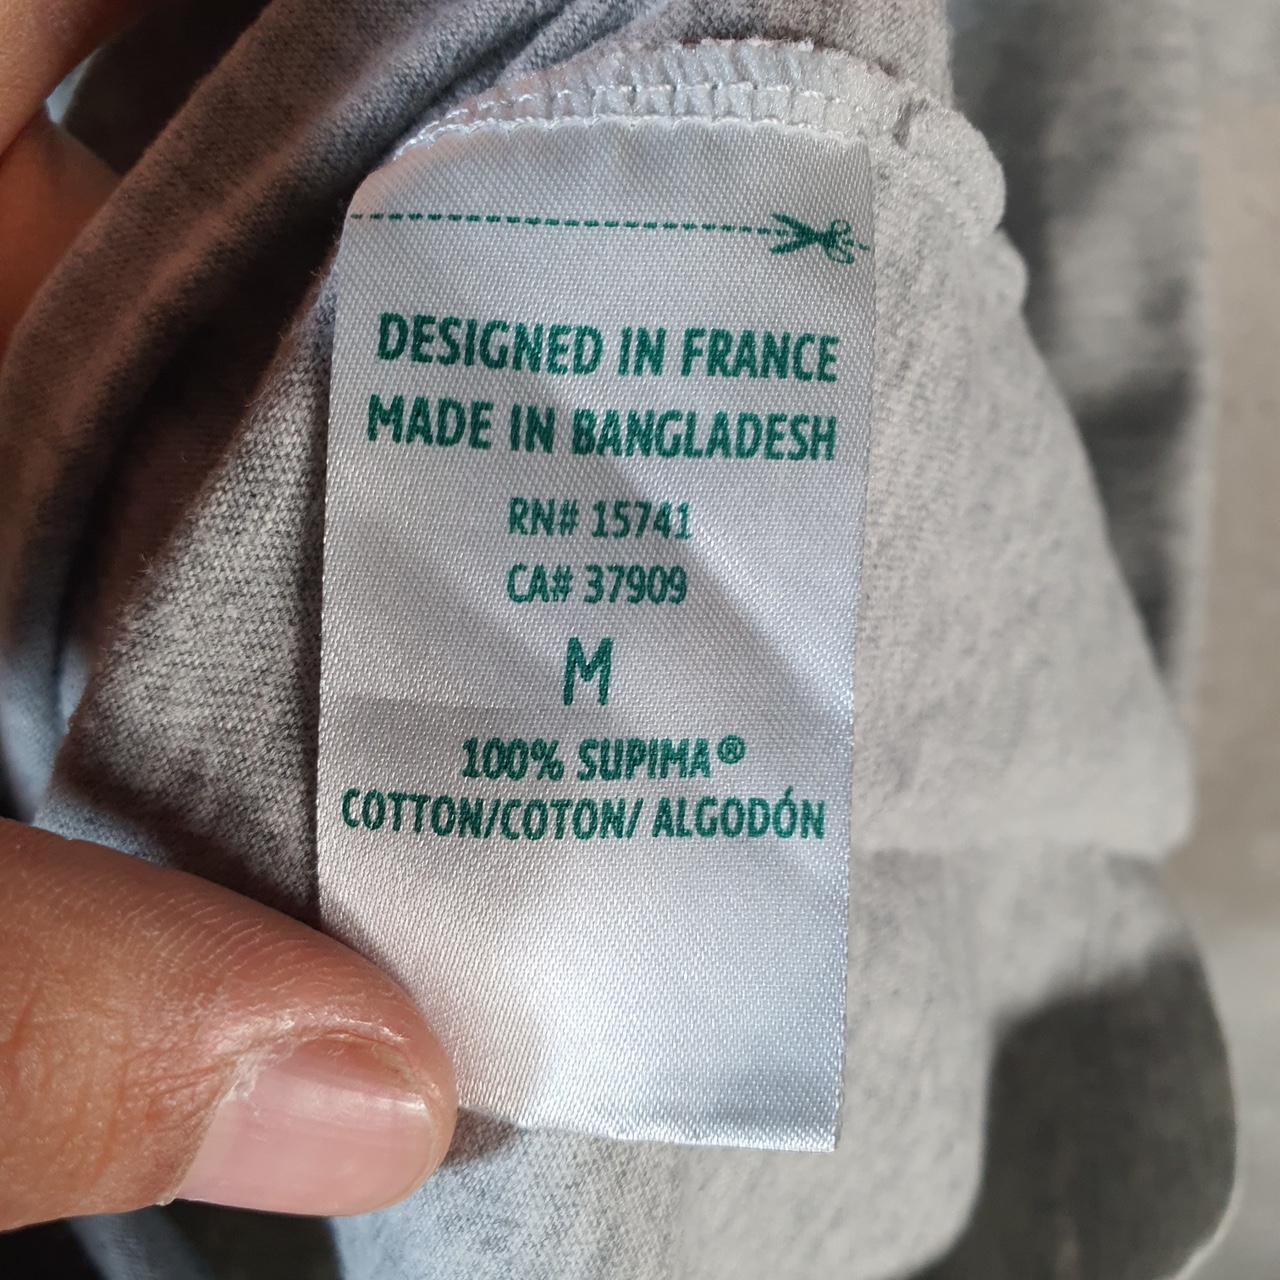 DESIGNED IN FRANCE
MADE IN BANGLADESH
RN# 15741
CA# 37909
M
100% SUPIMA®
COTTON/COTON/ ALGODÓN